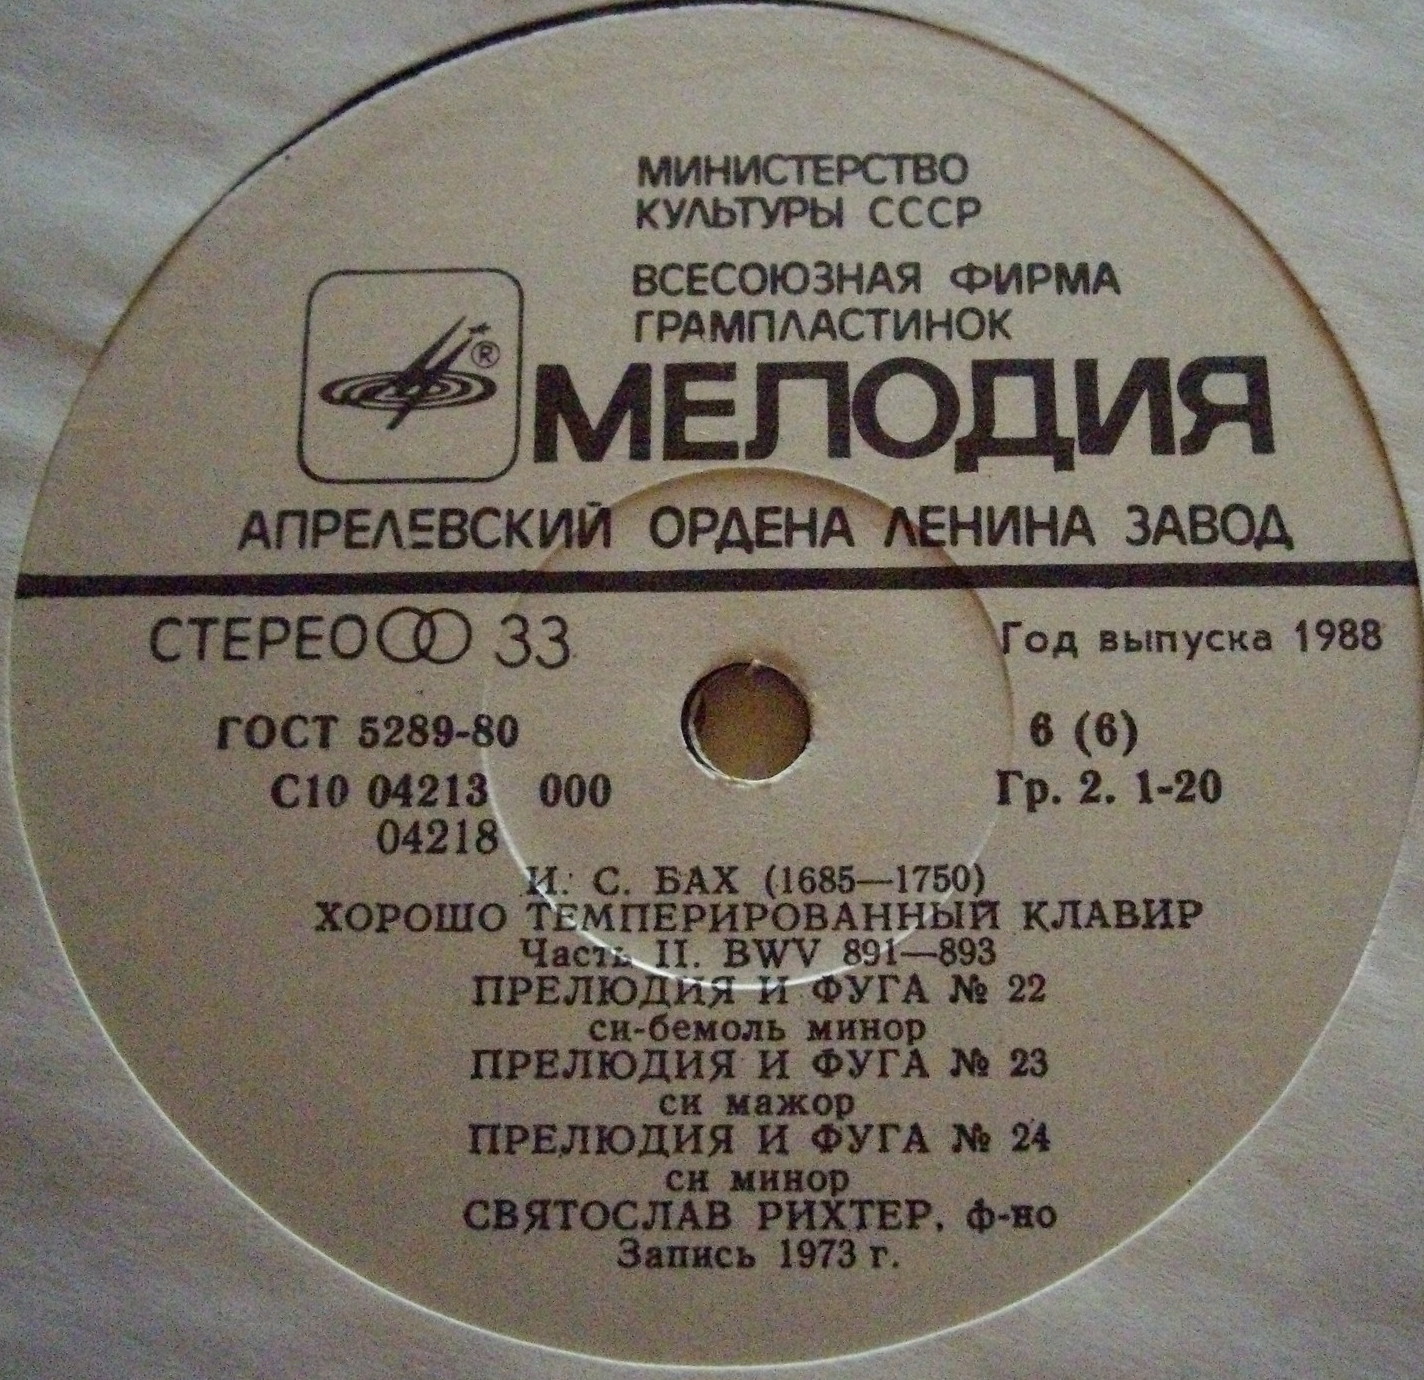 МИНИСТЕРСТВО
КУЛЬТУРЫ СССР
ВСЕСОЮЗНАЯ ФИРМА
ГРАМПЛАСТИНОК
®
МЕЛОДИЯ
АПРЕЛЕВСКИЙ ОРДЕНА ЛЕНИНА ЗАВОД
СТЕРЕО 33
Год выпуска 1988
ГОСТ 5289-80
6 (6)
С10 04213 000
Гр. 2. 1-20
04218
И. С. БАХ (1685—1750)
ХОРОШО ТЕМПЕРИРОВАННЫЙ КЛАВИР
Часть II. BWV 891—893
ПРЕЛЮДИЯ И ФУГА № 22
си-бемоль минор
ПРЕЛЮДИЯ И ФУГА № 23
си мажор
ПРЕЛЮДИЯ И ФУГА № 24
си минор
СВЯТОСЛАВ РИХТЕР, ф-но
Запись 1973 г.